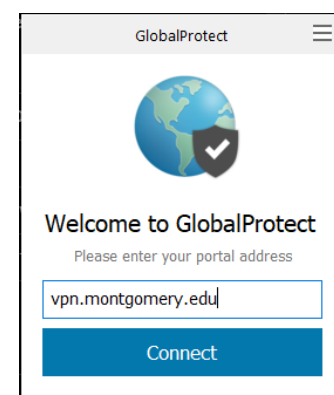 GlobalProtect
Welcome to GlobalProtect
Please enter your portal address
vpn.montgomery.edu
Connect